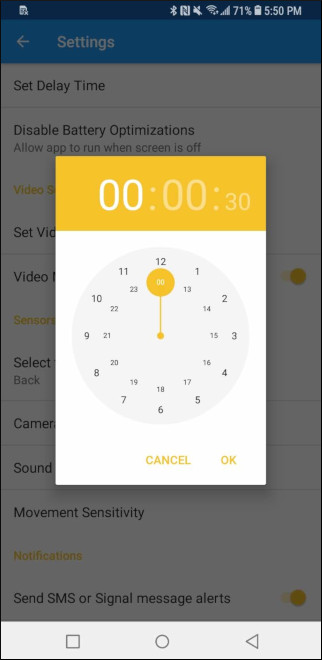 71% 5:50 PM
Settings
Set Delay Time
Disable Battery Optimizations
Allow app to run when screen is off
Video S
00:00:30
Set Vid
12
11 1
23 00 13
10 2
22 14
Video M
9 21 15 3
Sensors
20 16
8 4
19 17
18
7 5
6
Select
Back
Camera
CANCEL OK
Sound
Movement Sensitivity
Notifications
Send SMS or Signal message alerts